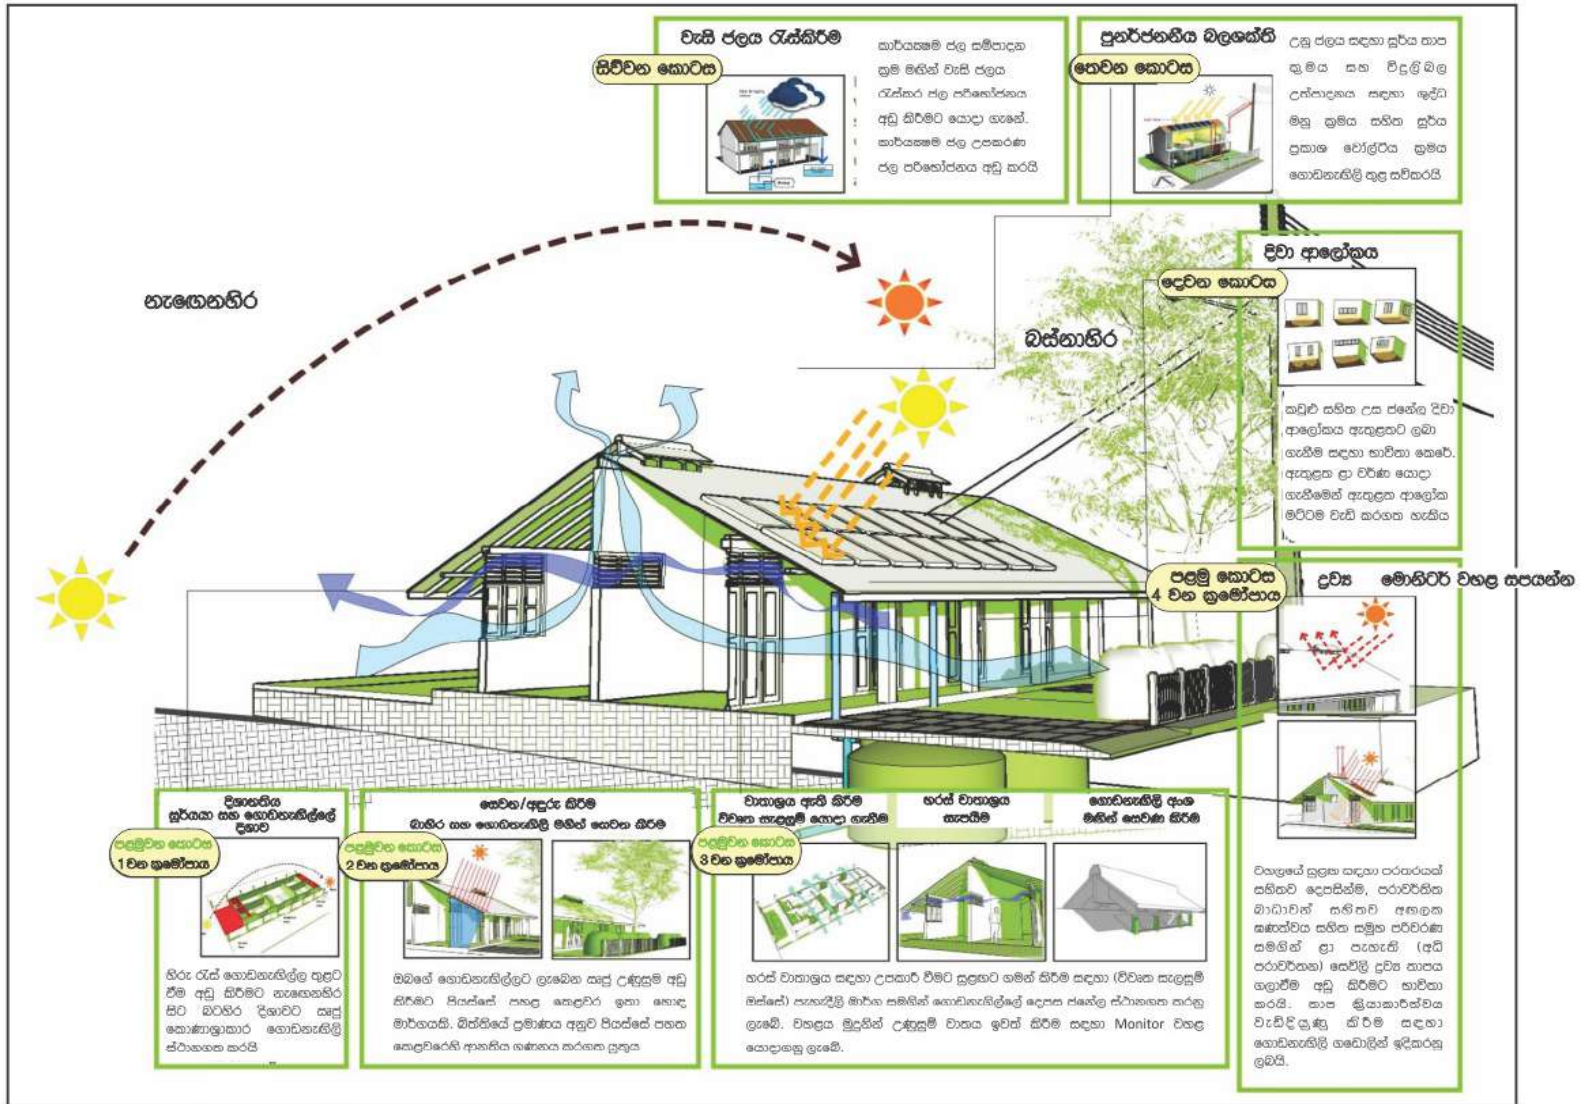 වැසි ජලය රැස්කිරීම
සිව්වන කොටස
කාර්යක්‍ෂම ජල සම්පාදන
ක්‍රම මඟින් වැසි ජලය
රැස්කර ජල පරිභෝජනය
අඩු කිරීමට යොදා ගැනේ.
කාර්යක්‍ෂම ජල උපකරණ
ජල පරිභෝජනය අඩු කරයි
පුනර්ජනනීය බලශක්ති
තෙවන කොටස
උනු ජලය සඳහා සූර්ය තාප
ක්‍රමය සහ විදුලිබල
උත්පාදනය සඳහා ශුද්ධ
මනු ක්‍රමය සහිත සූර්ය
ප්‍රකාශ වෝල්ටීය ක්‍රමය
ගොඩනැඟිලි තුළ සවිකරයි
නැඟෙනහිර
බස්නාහිර
දිවා ආලෝකය
දෙවන කොටස
කවුළු සහිත උස ජනේල දිවා
ආලෝකය ඇතුළතට ලබා
ගැනීම සඳහා භාවිතා කෙරේ.
ඇතුළත ළා වර්ණ යොදා
ගැනීමෙන් ඇතුළත ආලෝක
මට්ටම වැඩි කරගත හැකිය
පළමු කොටස
4 වන ක්‍රමෝපාය
ද්‍රව්‍ය මොනිටර් වහළ සපයන්න
වහලයේ සුළඟ සඳහා පරතරයක්
සහිතව දෙපසින්ම, පරාවර්තිත
බාධාවන් සහිතව අඟලක
ඝණත්වය සහිත සමූහ පරිවරණ
සමගින් ළා පැහැති (අධි
පරාවර්තන) සෙවිලි ද්‍රව්‍ය තාපය
ගලාඒම අඩු කිරීමට භාවිතා
කරයි. තාප ක්‍රියාකාරීත්වය
වැඩිදියුණු කිරීම සඳහා
ගොඩනැඟිලි ගඩොලින් ඉදිකරනු
ලබයි.
දිශානතිය
සූර්යයා සහ ගොඩනැඟිල්ලේ
දිශාව
පළමුවන කොටස
1 වන ක්‍රමෝපාය
හිරු රැස් ගොඩනැඟිල්ල තුළට
ඒම අඩු කිරීමට නැඟෙනහිර
සිට බටහිර දිශාවට සෘජු
කොණාශ්‍රාකාර ගොඩනැඟිලි
ස්ථානගත කරයි
සෙවන/අඳුරු කිරීම
බාහිර සහ ගොඩනැඟිලි මගින් සෙවන කිරීම
පළමුවන කොටස
2 වන ක්‍රමෝපාය
ඔබගේ ගොඩනැඟිල්ලට ලැබෙන සෘජු උණුසුම අඩු
කිරීමට පියස්සේ පහළ කෙළවර ඉතා හොඳ
මාර්ගයකි. බිත්තියේ ප්‍රමාණය අනුව පියස්සේ පහත
කෙළවරෙහි ආනතිය ගණනය කරගත යුතුය
වාතාශ්‍රය ඇති කිරීම
විවෘත සැළසුම් යොදා ගැනීම
හරස් වාතාශ්‍රය
සැපයීම
ගොඩනැඟිලි අංශ
මඟින් සෙවණ කිරීම
පළමුවන කොටස
3 වන ක්‍රමෝපාය
හරස් වාතාශ්‍රය සඳහා උපකාරී වීමට සුළඟට ගමන් කිරීම සඳහා (විවෘත සැලසුම්
ඔස්සේ) පැහැදිලි මාර්ග සමගින් ගොඩනැගිල්ලේ දෙපස ජනේල ස්ථානගත කරනු
ලැබේ. වහළය මුදුනින් උණුසුම් වාතය ඉවත් කිරීම සඳහා Monitor වහළ
යොදාගනු ලැබේ.